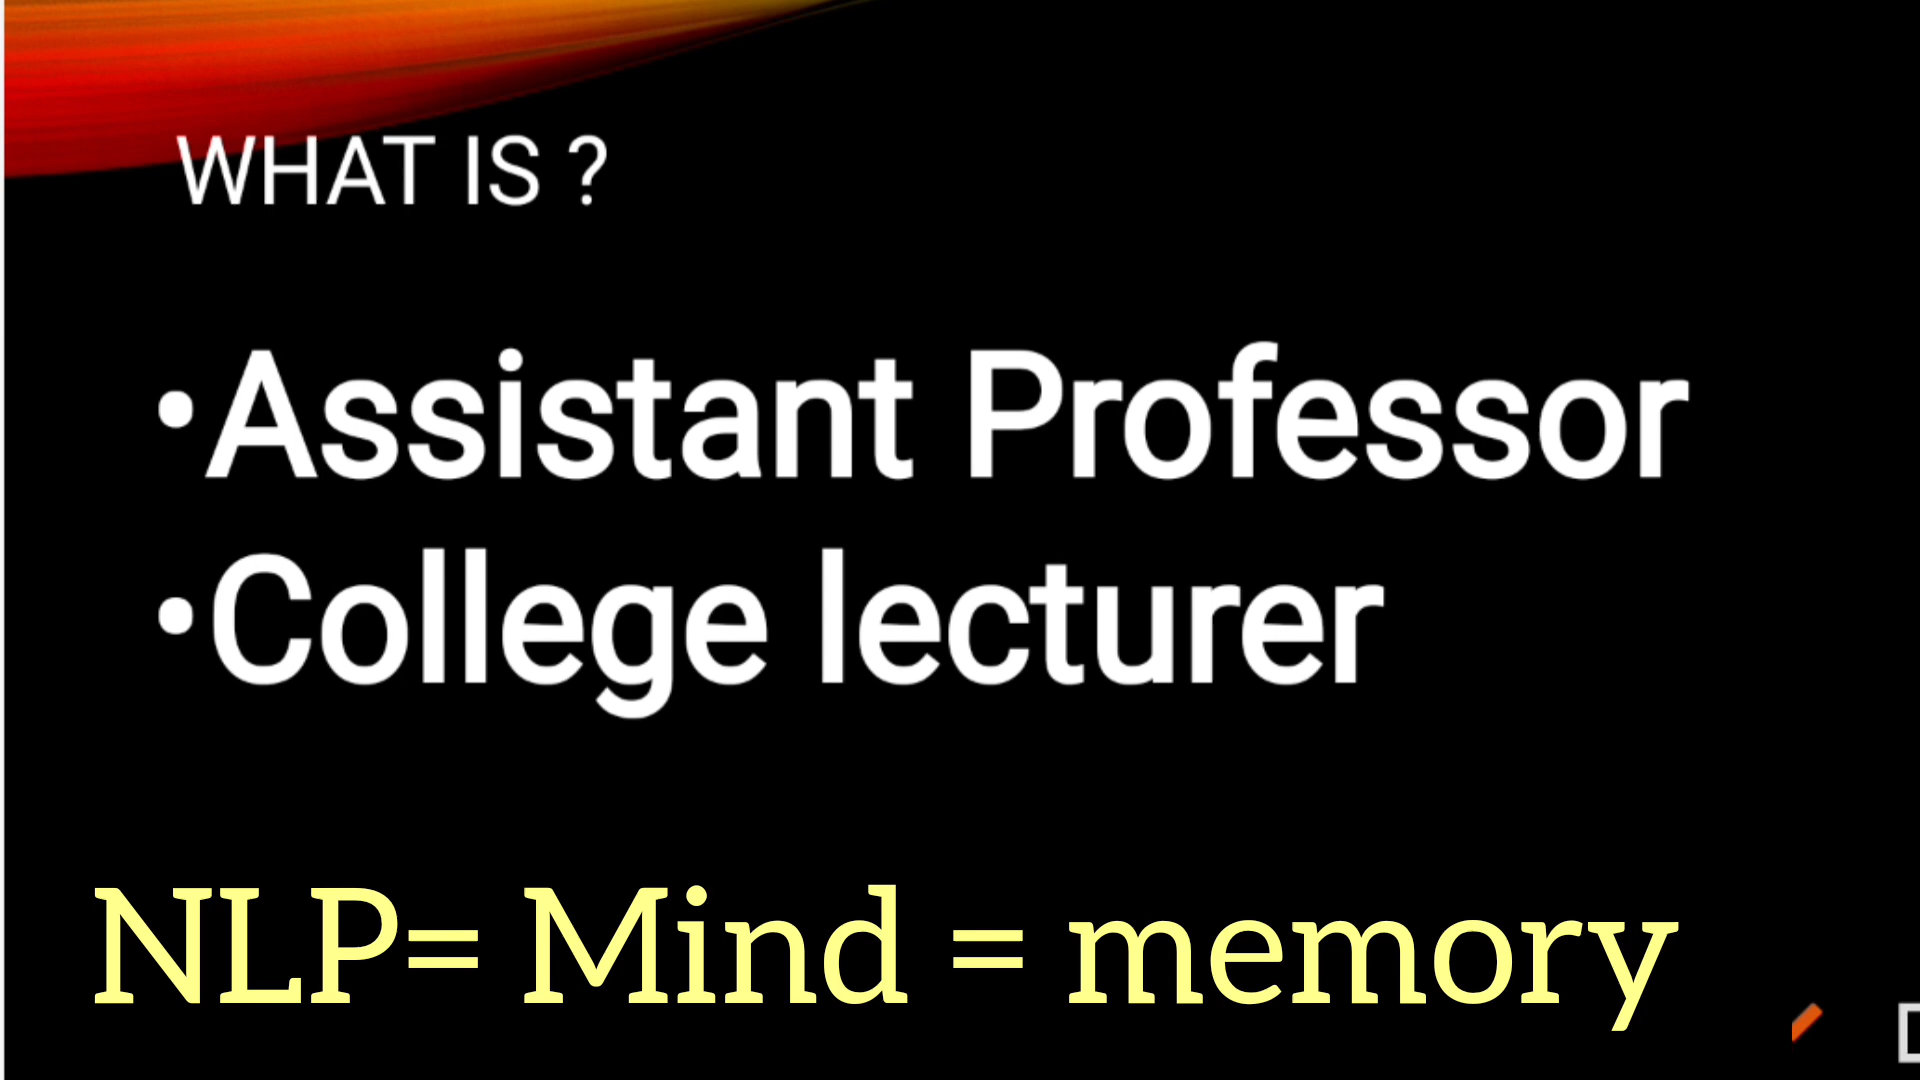 WHAT IS ?
•Assistant Professor
•College lecturer
NLP= Mind = memory